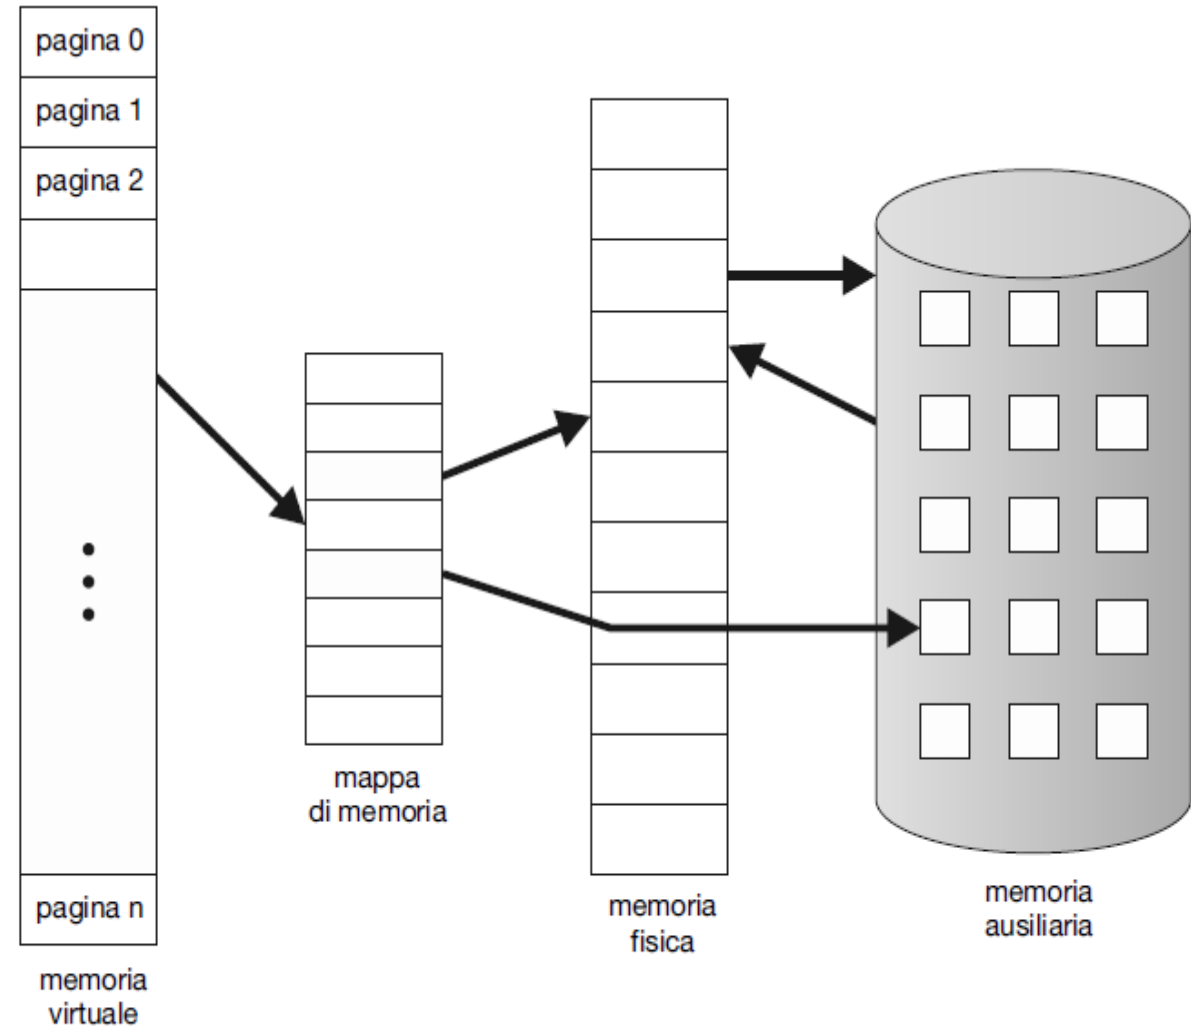 pagina 0
pagina 1
pagina 2
pagina n
memoria
virtuale
mappa
di memoria
memoria
fisica
memoria
ausiliaria